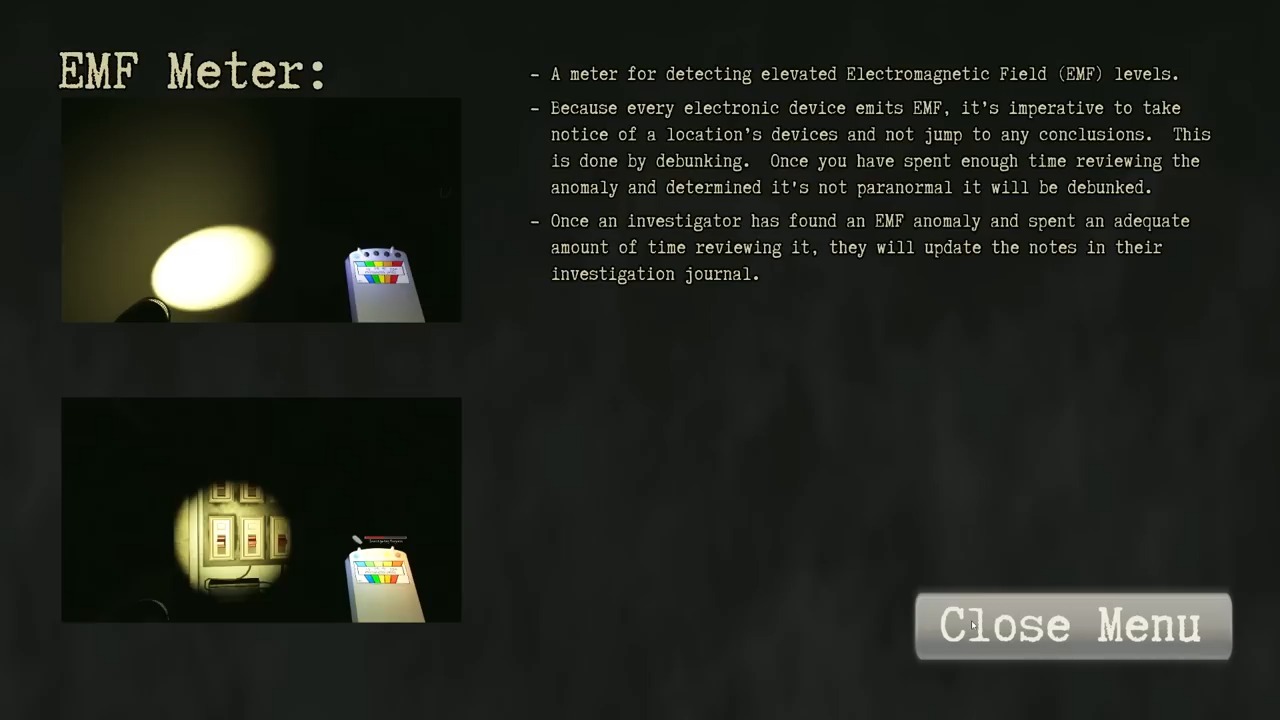 EMF Meter:
- A meter for detecting elevated Electromagnetic Field (EMF) levels.
- Because every electronic device emits EMF, it's imperative to take
notice of a location's devices and not jump to any conclusions.  This
is done by debunking.  Once you have spent enough time reviewing the
anomaly and determined it's not paranormal it will be debunked.
- Once an investigator has found an EMF anomaly and spent an adequate
amount of time reviewing it, they will update the notes in their
investigation journal.
Close Menu